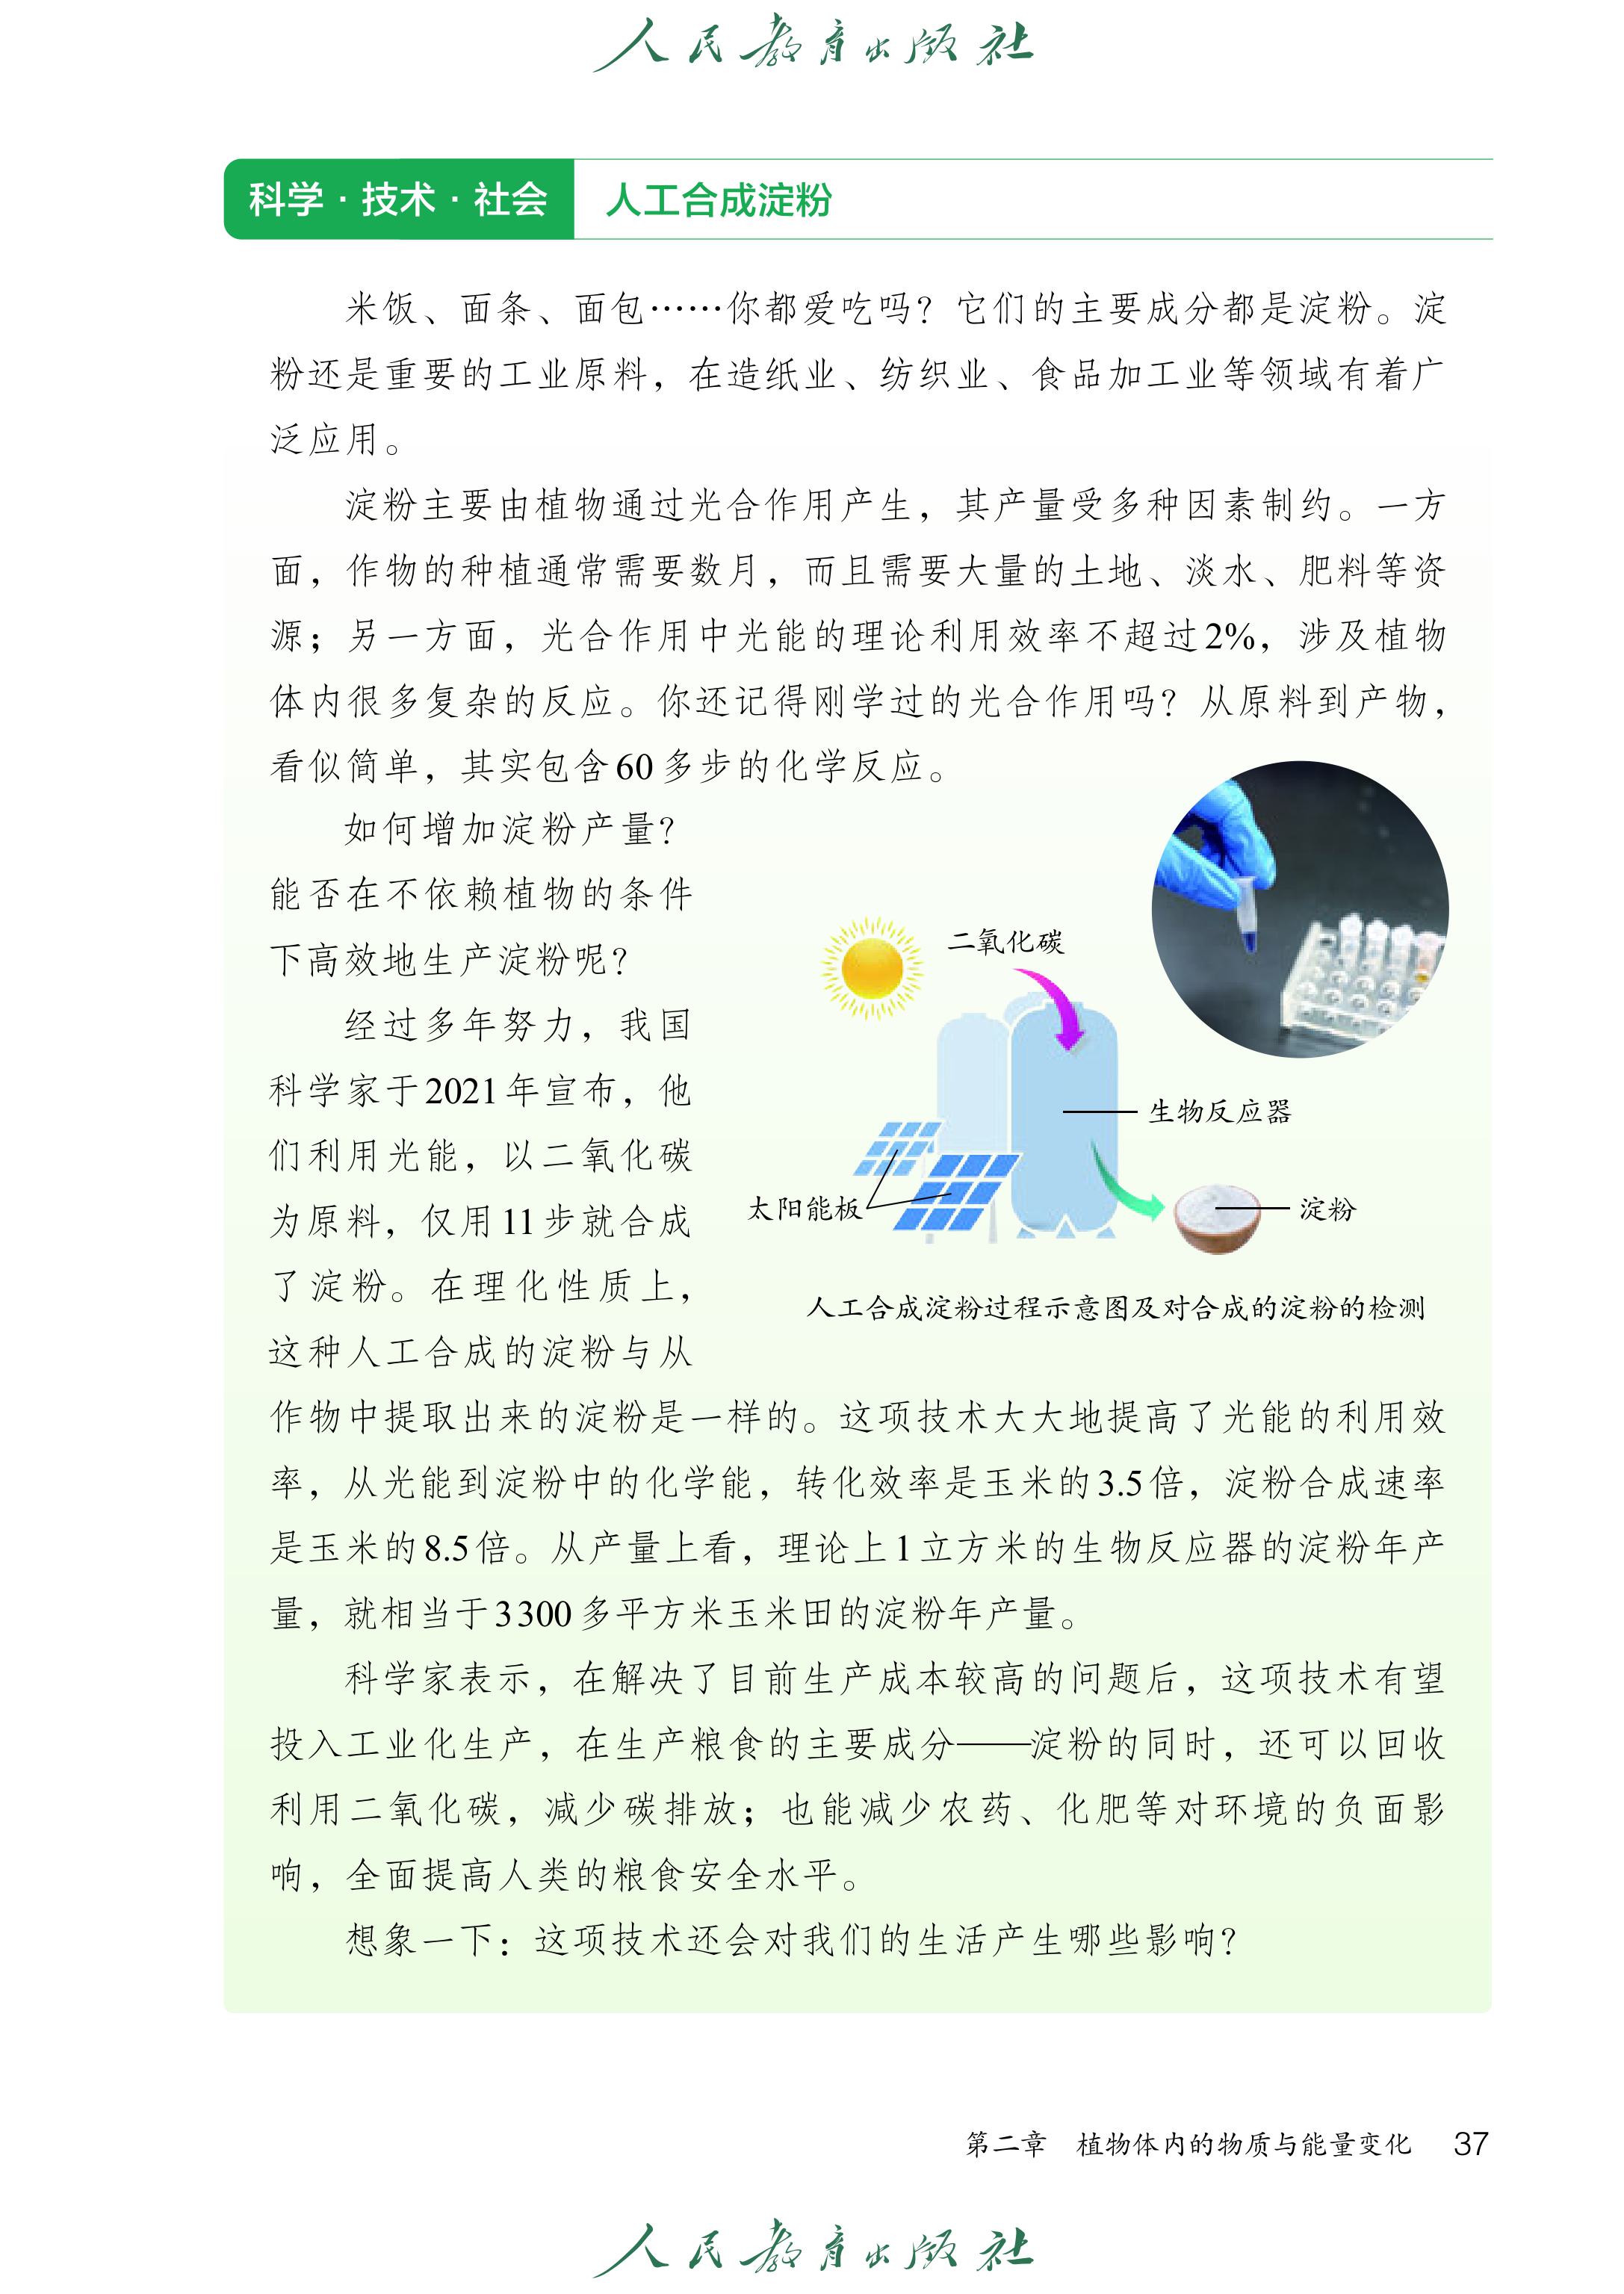 人民教育出版社
科学·技术·社会 人工合成淀粉
米饭、面条、面包……你都爱吃吗？它们的主要成分都是淀粉。淀
粉还是重要的工业原料，在造纸业、纺织业、食品加工业等领域有着广
泛应用。
淀粉主要由植物通过光合作用产生，其产量受多种因素制约。一方
面，作物的种植通常需要数月，而且需要大量的土地、淡水、肥料等资
源；另一方面，光合作用中光能的理论利用效率不超过2%，涉及植物
体内很多复杂的反应。你还记得刚学过的光合作用吗？从原料到产物，
看似简单，其实包含60多步的化学反应。
如何增加淀粉产量？
能否在不依赖植物的条件
下高效地生产淀粉呢？
经过多年努力，我国
科学家于2021年宣布，他
们利用光能，以二氧化碳
为原料，仅用11步就合成
了淀粉。在理化性质上，
这种人工合成的淀粉与从
二氧化碳
生物反应器
太阳能板
淀粉
人工合成淀粉过程示意图及对合成的淀粉的检测
作物中提取出来的淀粉是一样的。这项技术大大地提高了光能的利用效
率，从光能到淀粉中的化学能，转化效率是玉米的3.5倍，淀粉合成速率
是玉米的8.5倍。从产量上看，理论上1立方米的生物反应器的淀粉年产
量，就相当于3300多平方米玉米田的淀粉年产量。
科学家表示，在解决了目前生产成本较高的问题后，这项技术有望
投入工业化生产，在生产粮食的主要成分——淀粉的同时，还可以回收
利用二氧化碳，减少碳排放；也能减少农药、化肥等对环境的负面影
响，全面提高人类的粮食安全水平。
想象一下：这项技术还会对我们的生活产生哪些影响？
第二章 植物体内的物质与能量变化 37
人民教育出版社